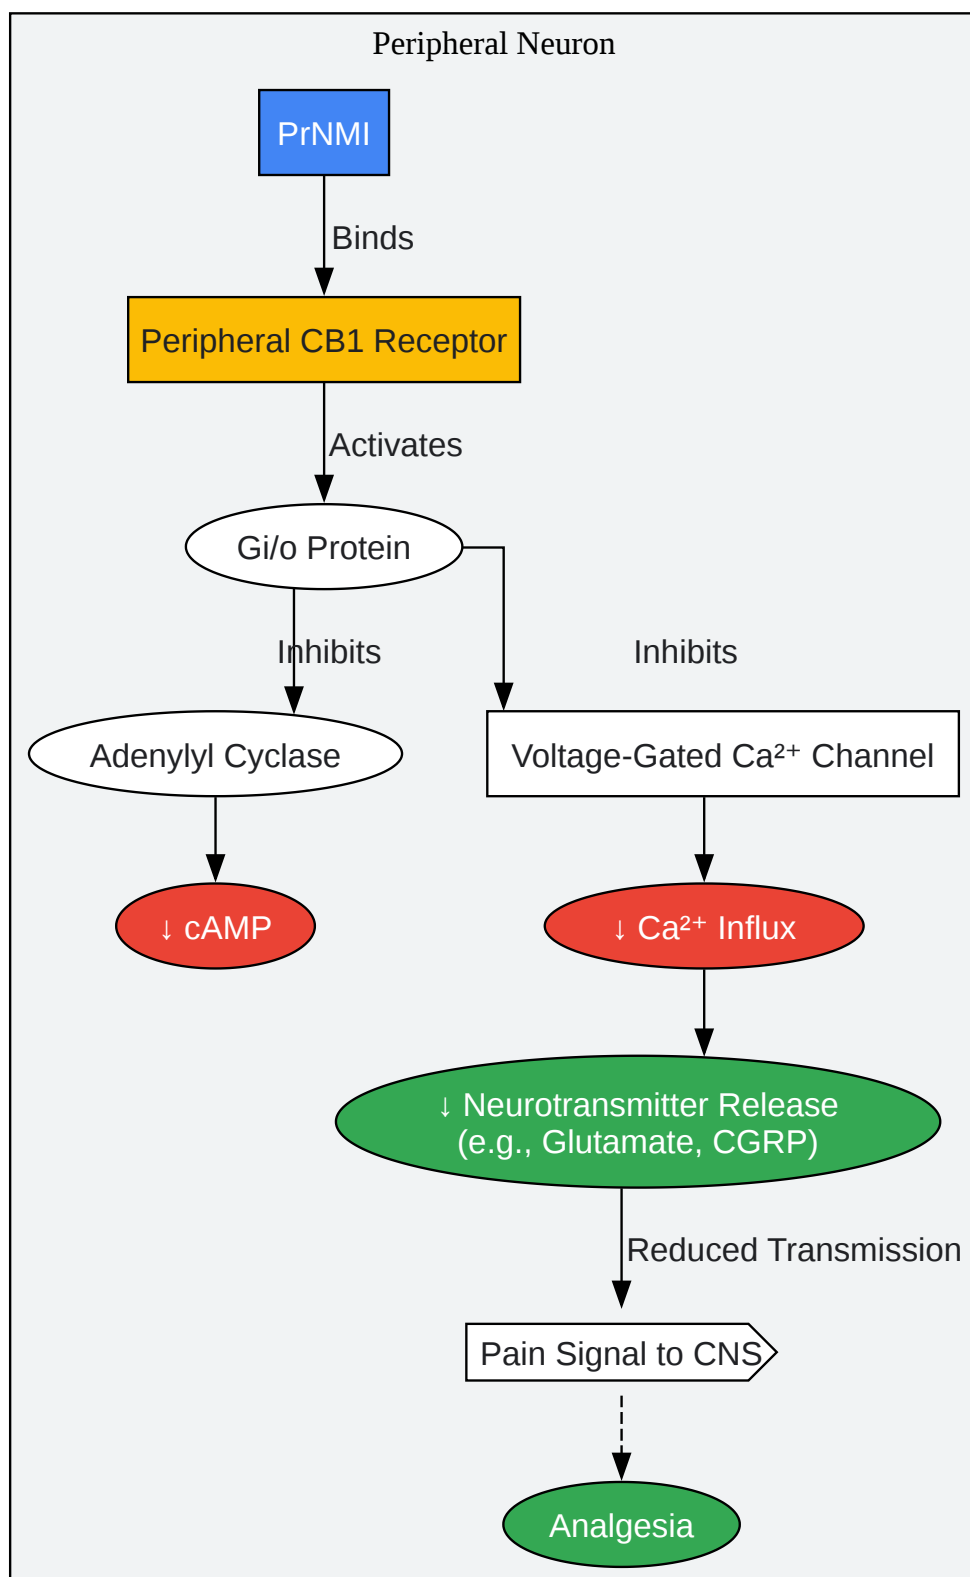 Peripheral Neuron
PrNMI
Binds
Peripheral CB1 Receptor
Activates
Gi/o Protein
Inhibits
Inhibits
Adenylyl Cyclase
Voltage-Gated Ca²⁺ Channel
↓ cAMP
↓ Ca²⁺ Influx
↓ Neurotransmitter Release
(e.g., Glutamate, CGRP)
Reduced Transmission
Pain Signal to CNS
Analgesia